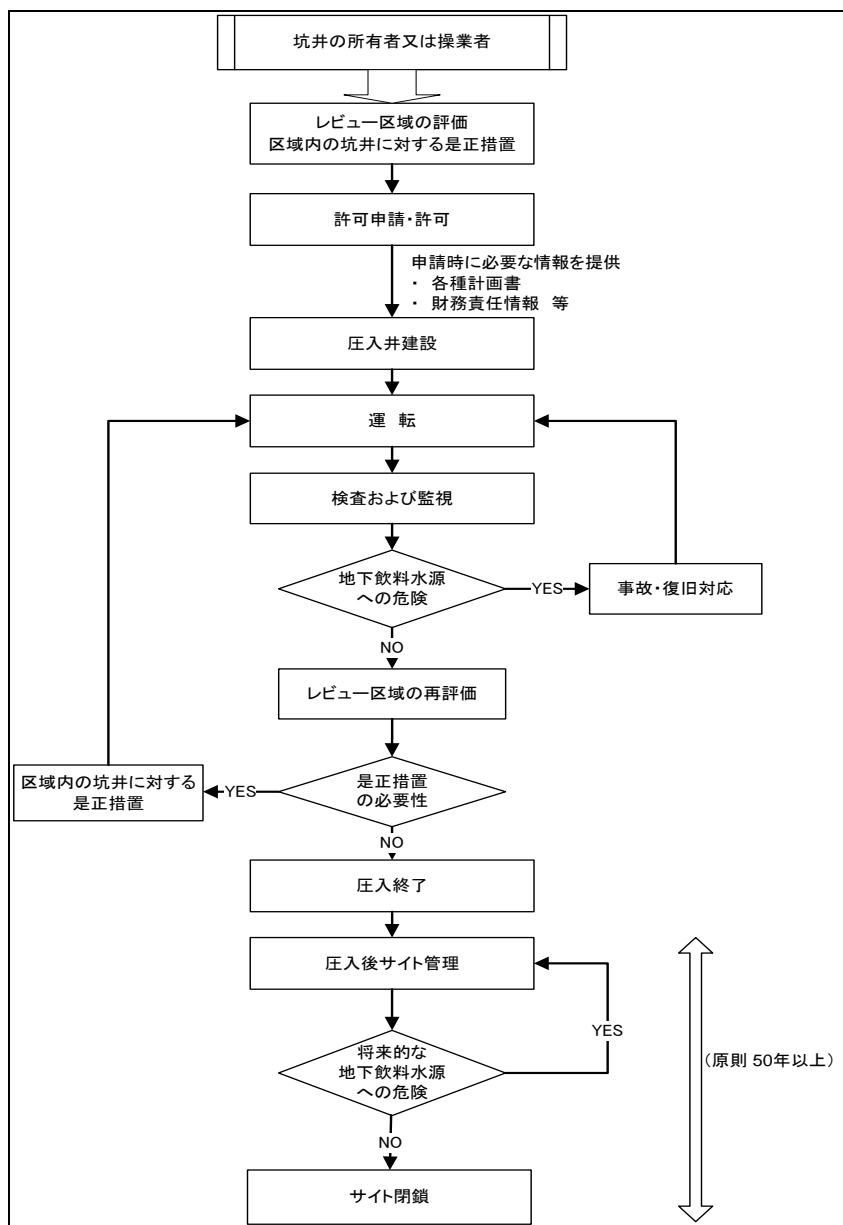 坑井の所有者又は操業者
レビュー区域の評価
区域内の坑井に対する是正措置
許可申請・許可
申請時に必要な情報を提供
・ 各種計画書
・ 財務責任情報 等
圧入井建設
運 転
検査および監視
地下飲料水源
への危険
YES
事故・復旧対応
NO
レビュー区域の再評価
是正措置
の必要性
YES
区域内の坑井に対する
是正措置
NO
圧入終了
圧入後サイト管理
将来的な
地下飲料水源
への危険
YES
(原則 50年以上)
NO
サイト閉鎖